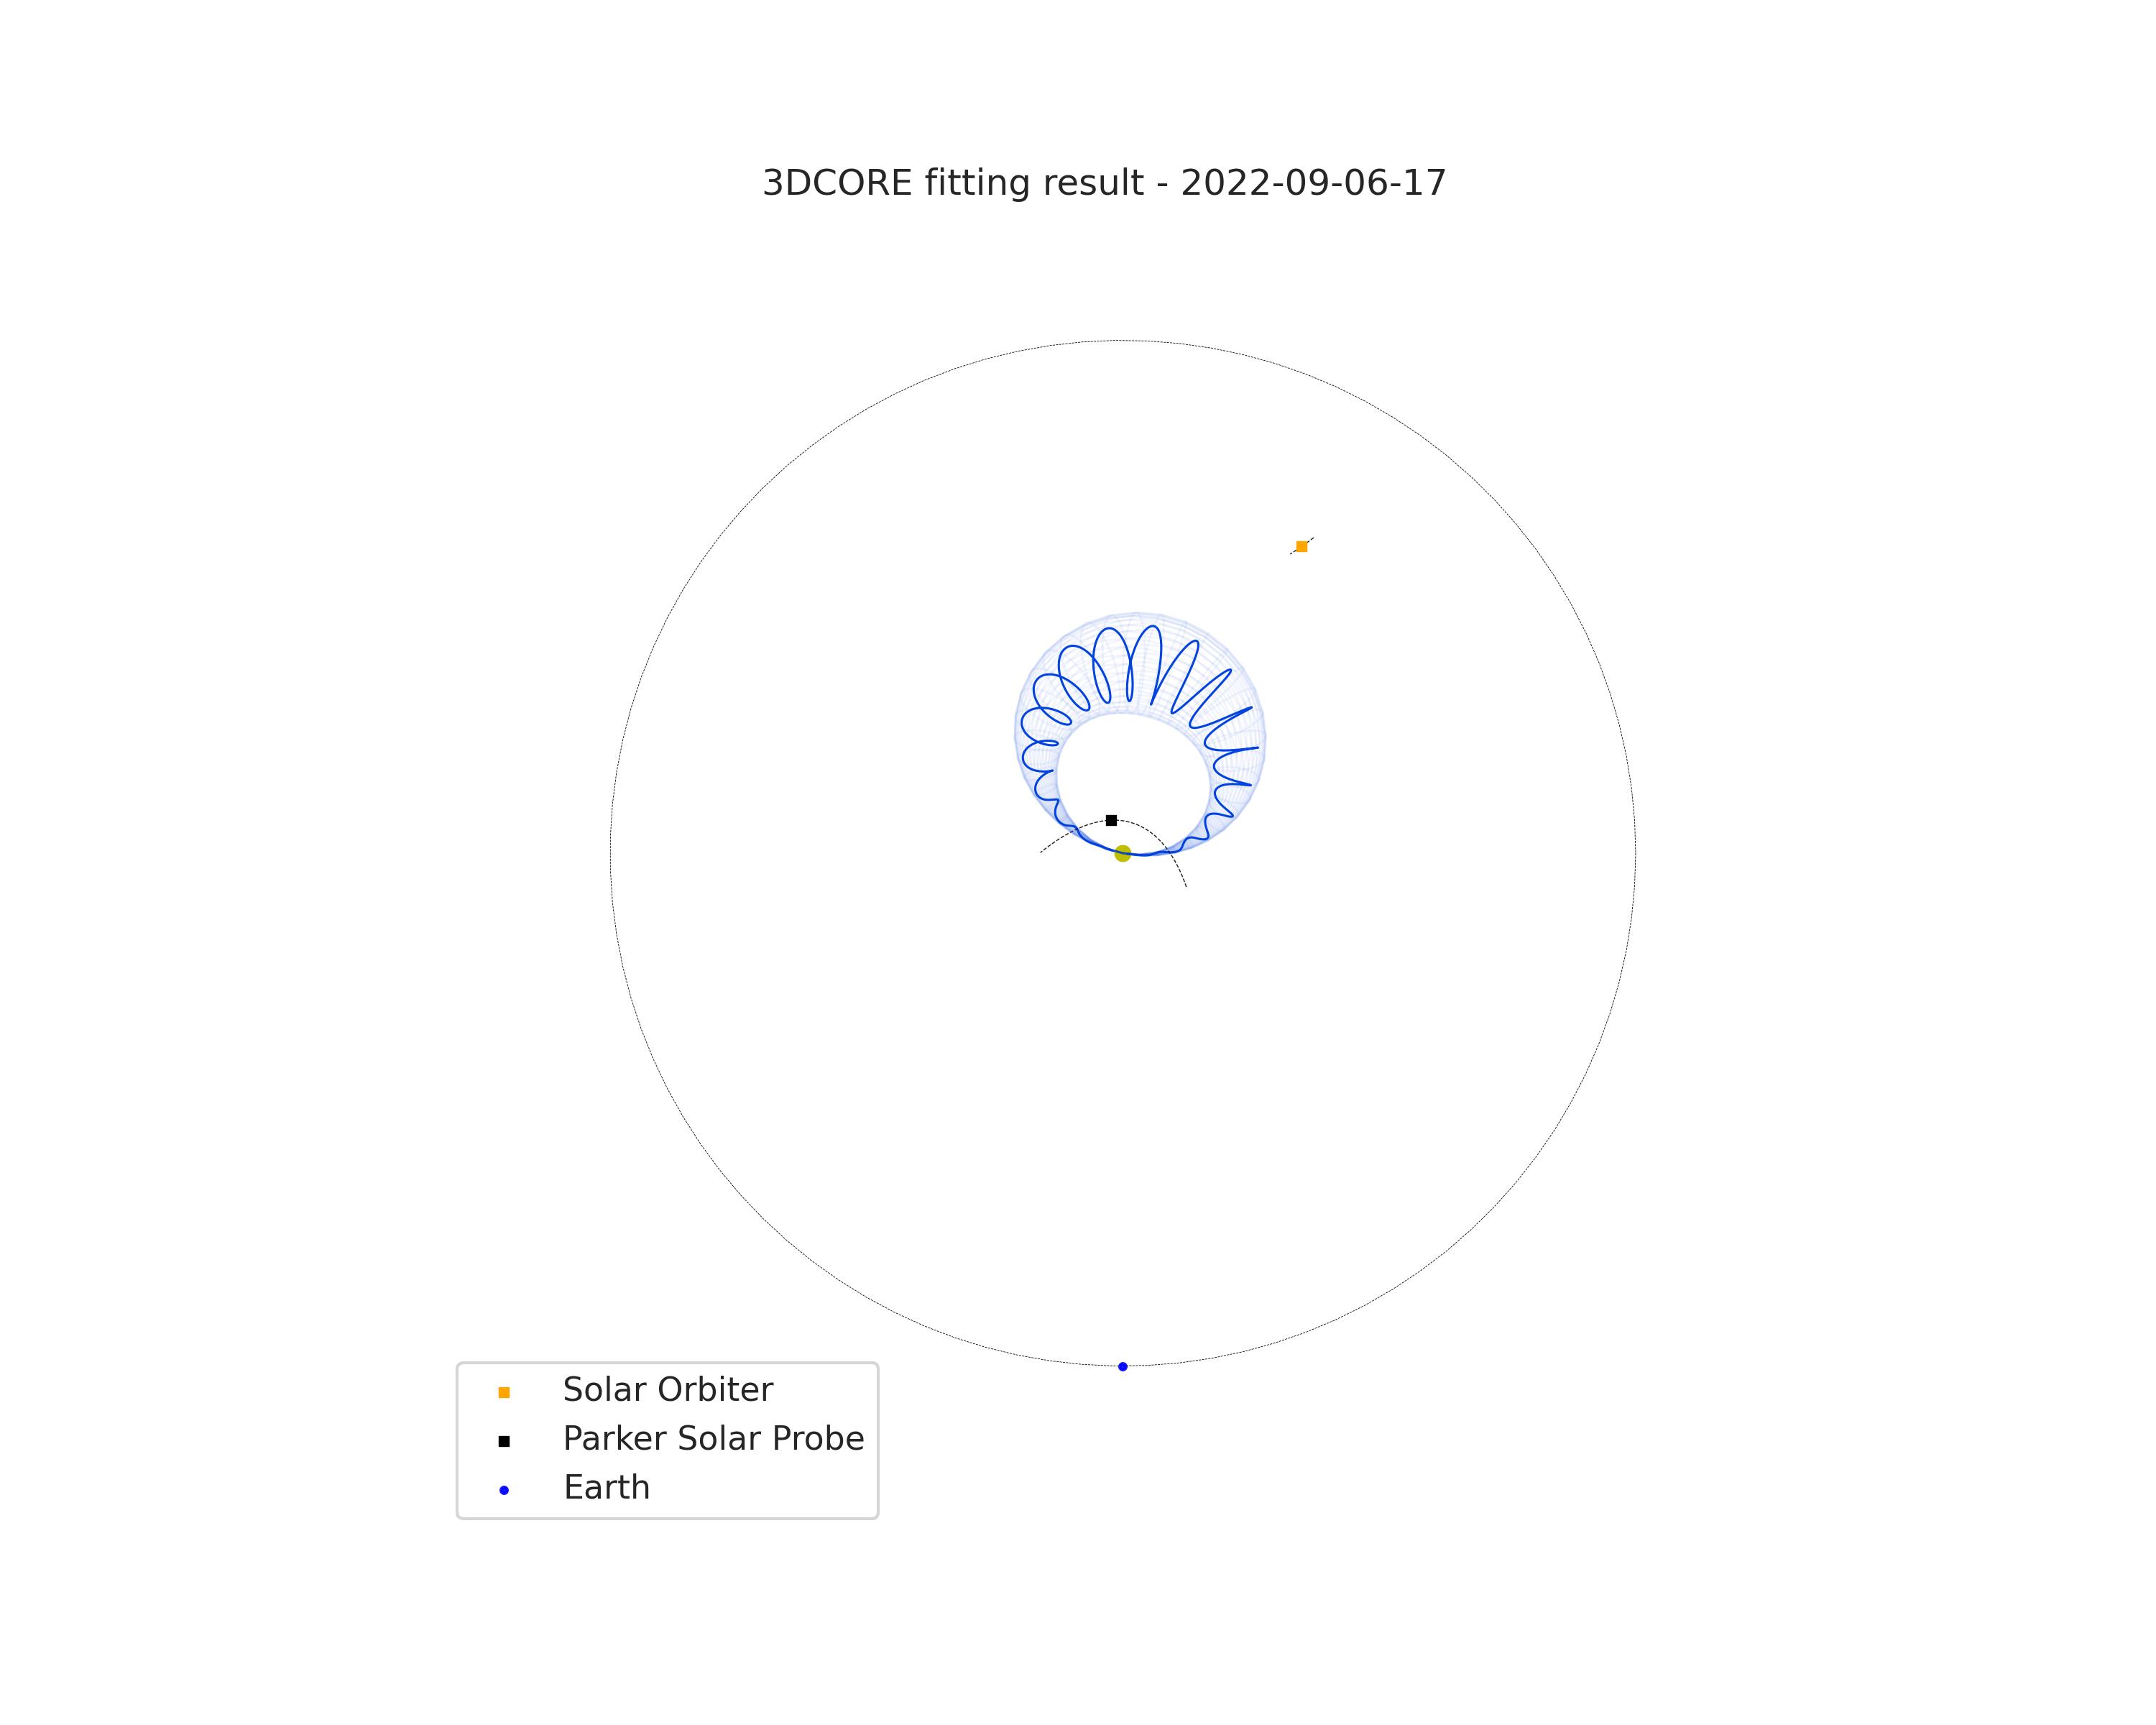 3DCORE fitting result - 2022-09-06-17
Solar Orbiter
Parker Solar Probe
Earth